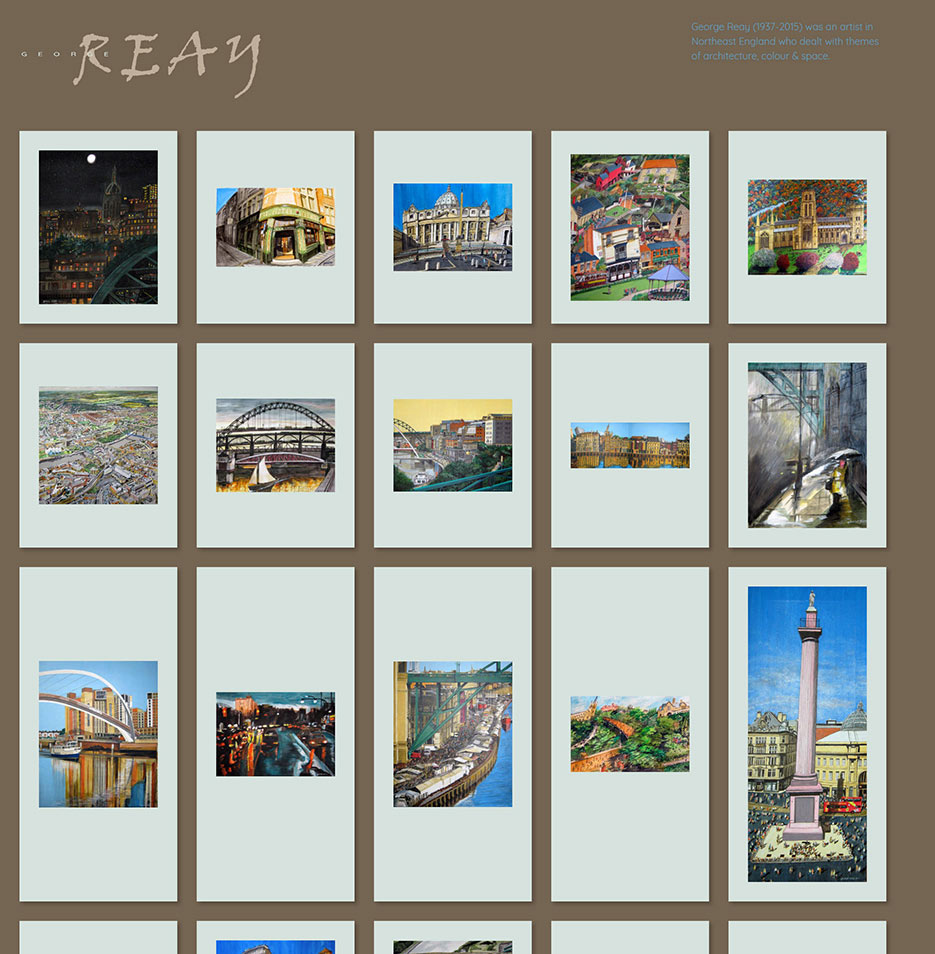 GEORGE REAY
George Reay (1937-2015) was an artist in
Northeast England who dealt with themes
of architecture, colour & space.